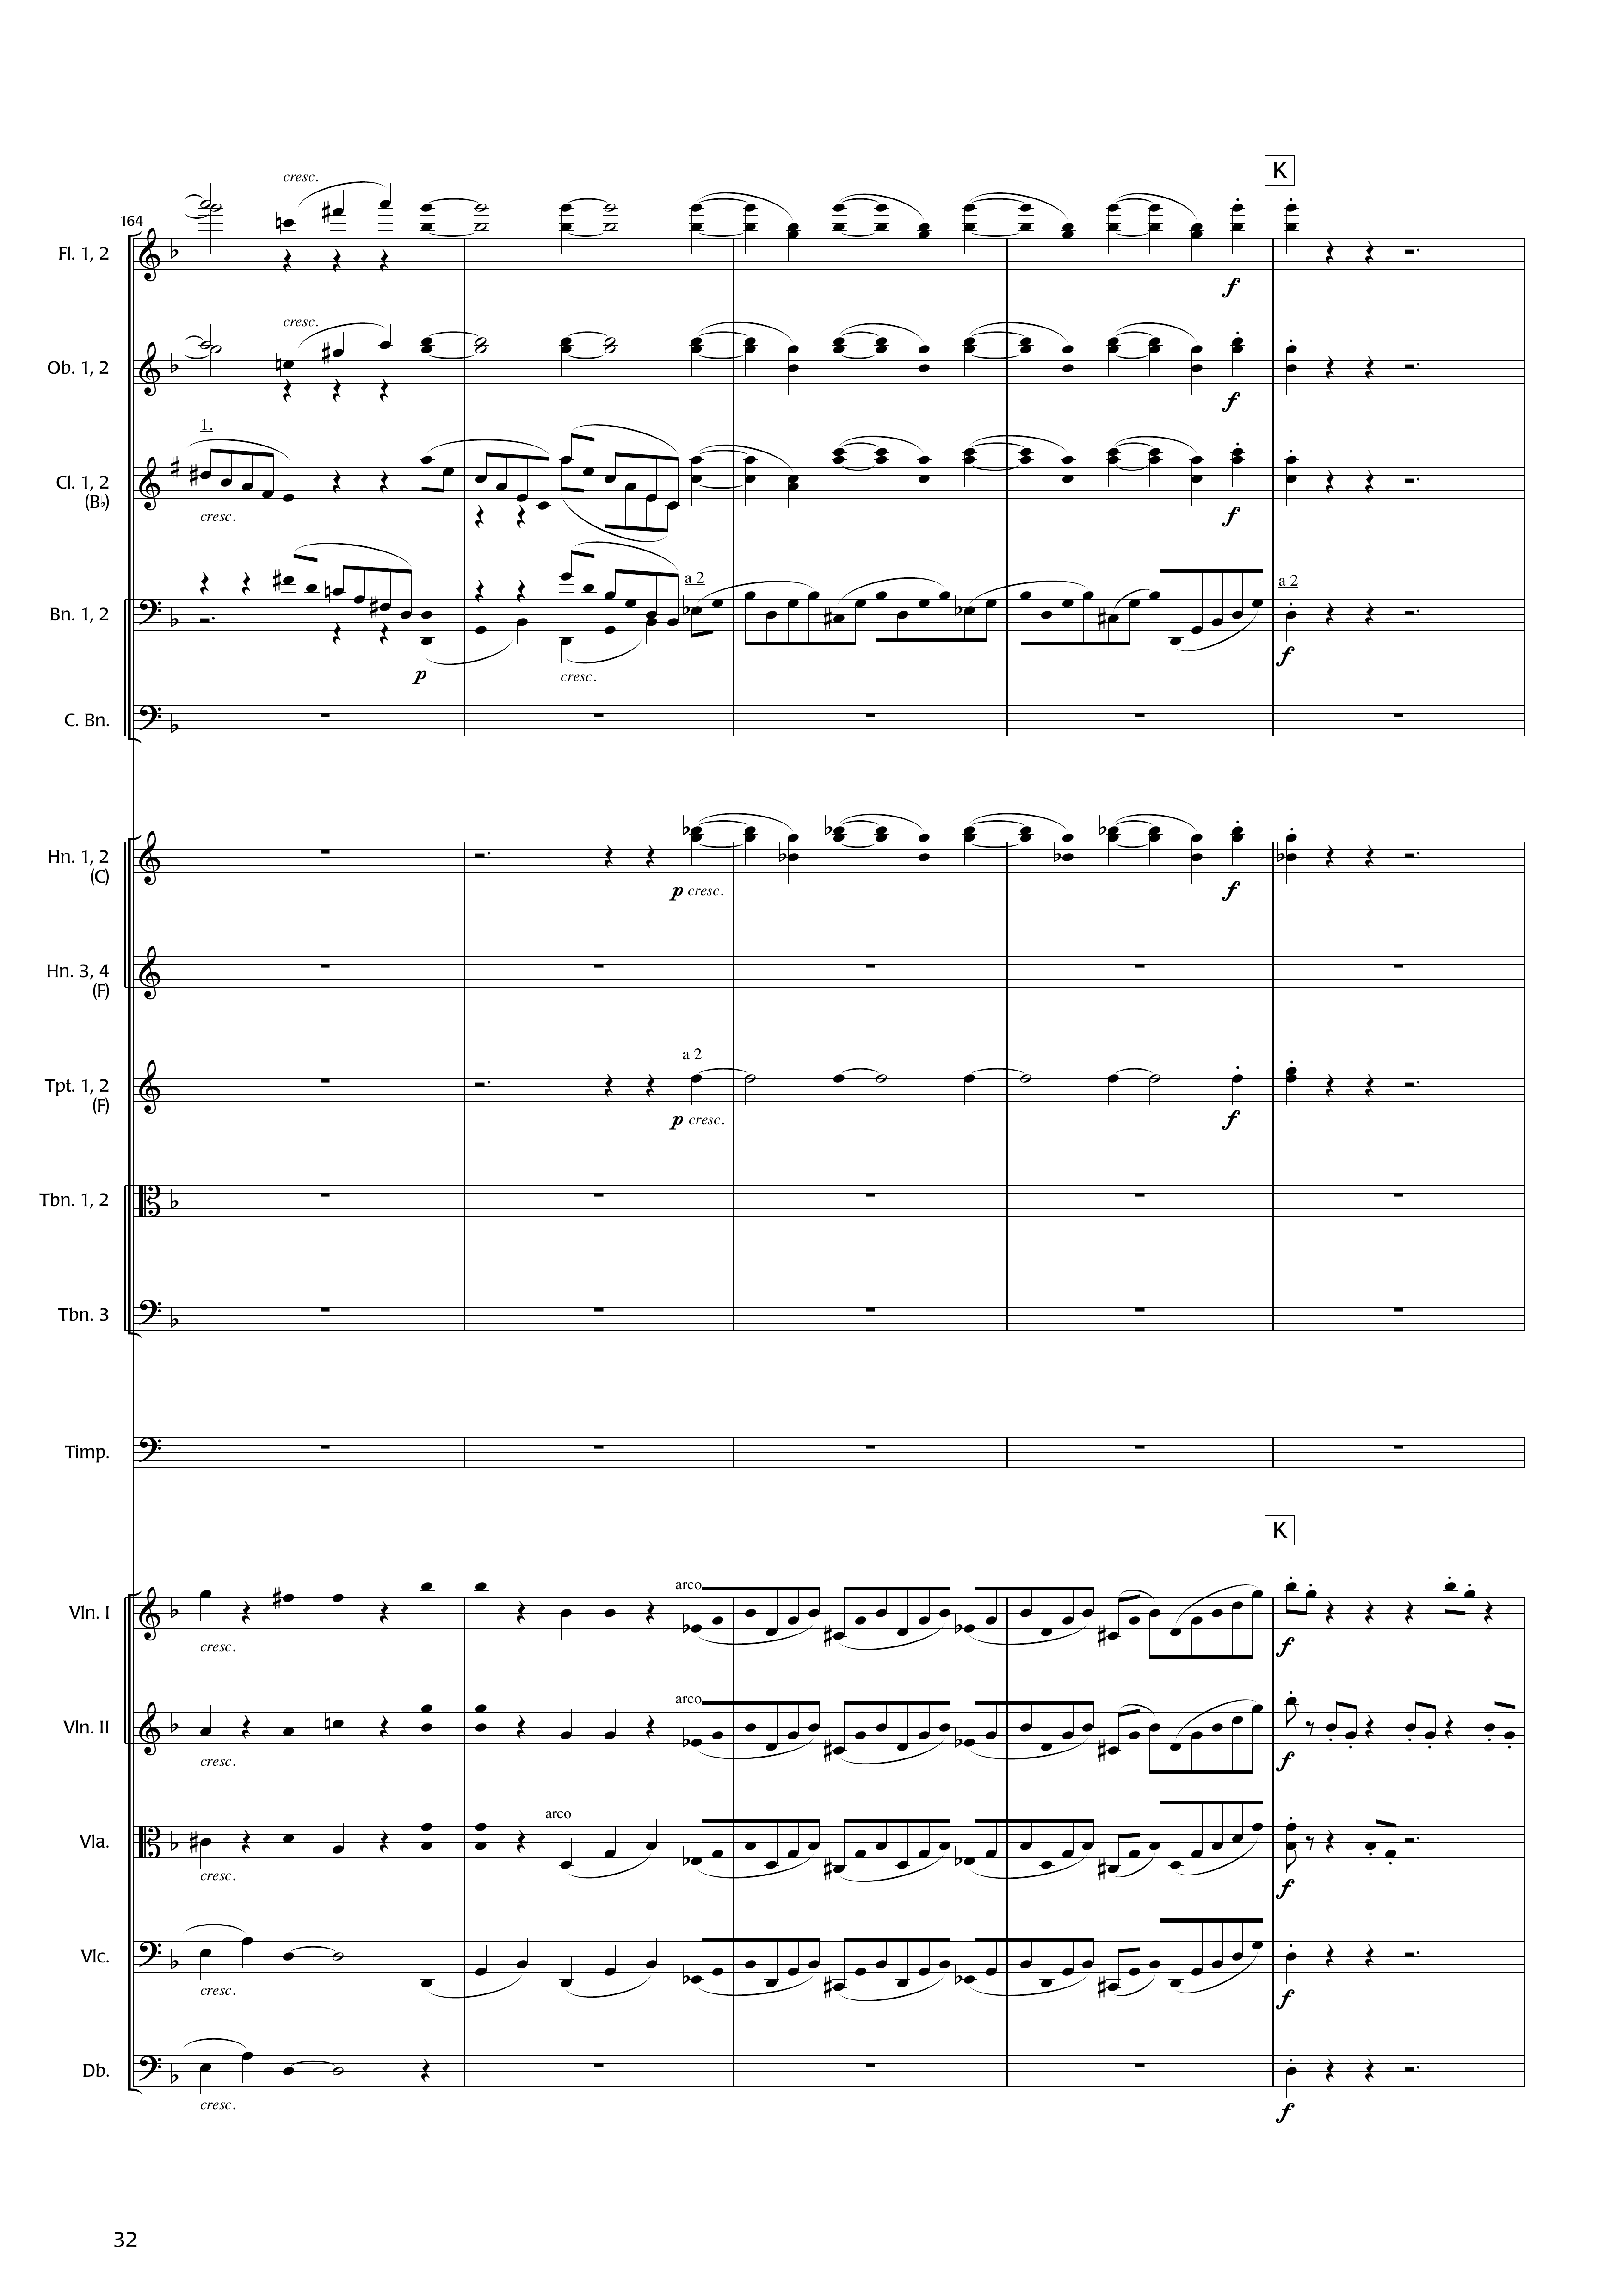 K
cresc.
164
Fl. 1, 2
f
cresc.
Ob. 1, 2
f
1.
Cl. 1, 2
(B♭)
cresc.
f
a 2
a 2
Bn. 1, 2
p
cresc.
f
C. Bn.
Hn. 1, 2
(C)
p cresc.
f
Hn. 3, 4
(F)
a 2
Tpt. 1, 2
(F)
p cresc.
f
Tbn. 1, 2
Tbn. 3
Timp.
K
arco
Vln. I
cresc.
f
arco
Vln. II
cresc.
f
arco
Vla.
cresc.
f
Vlc.
cresc.
f
Db.
cresc.
f
32